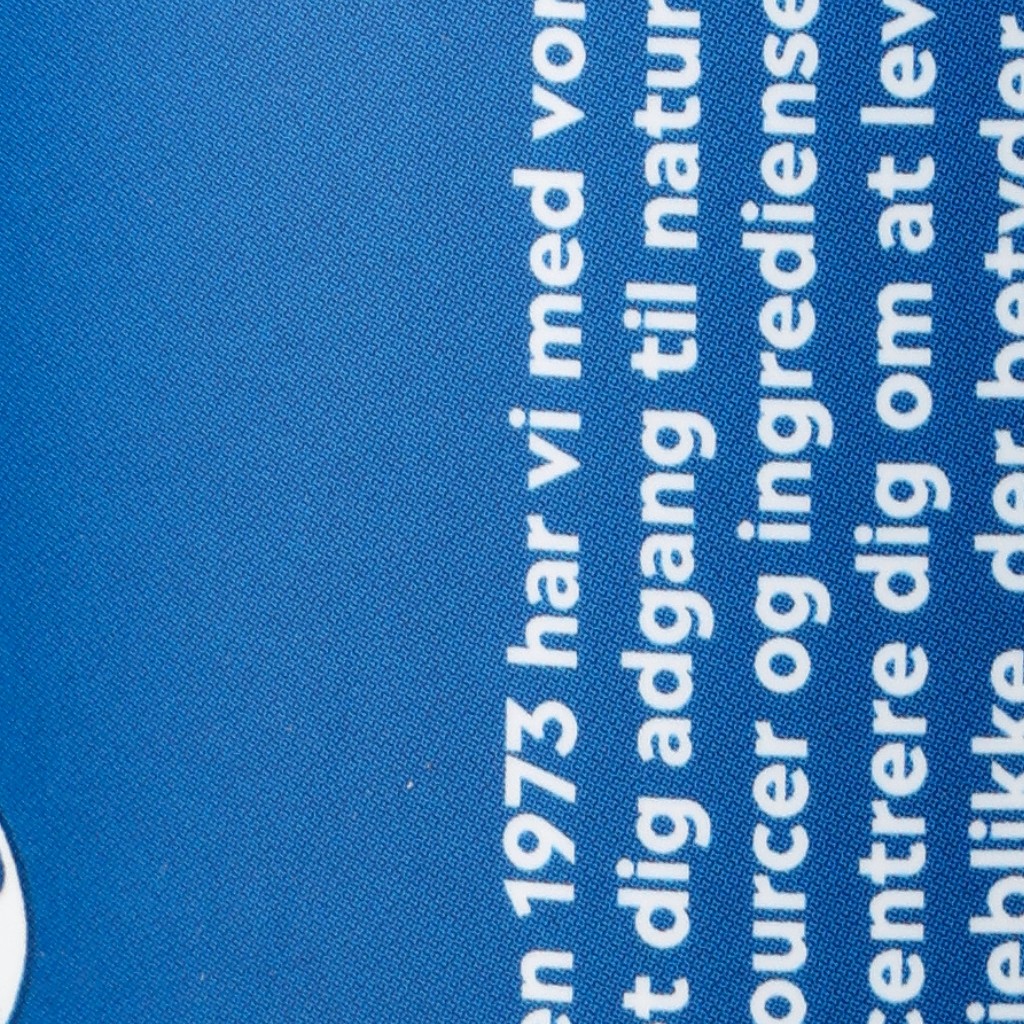 en 1973 har vi med vor
t dig adgang til natur
ourcer og ingrediense
centrere dig om at lev
ieblikke, der betyder